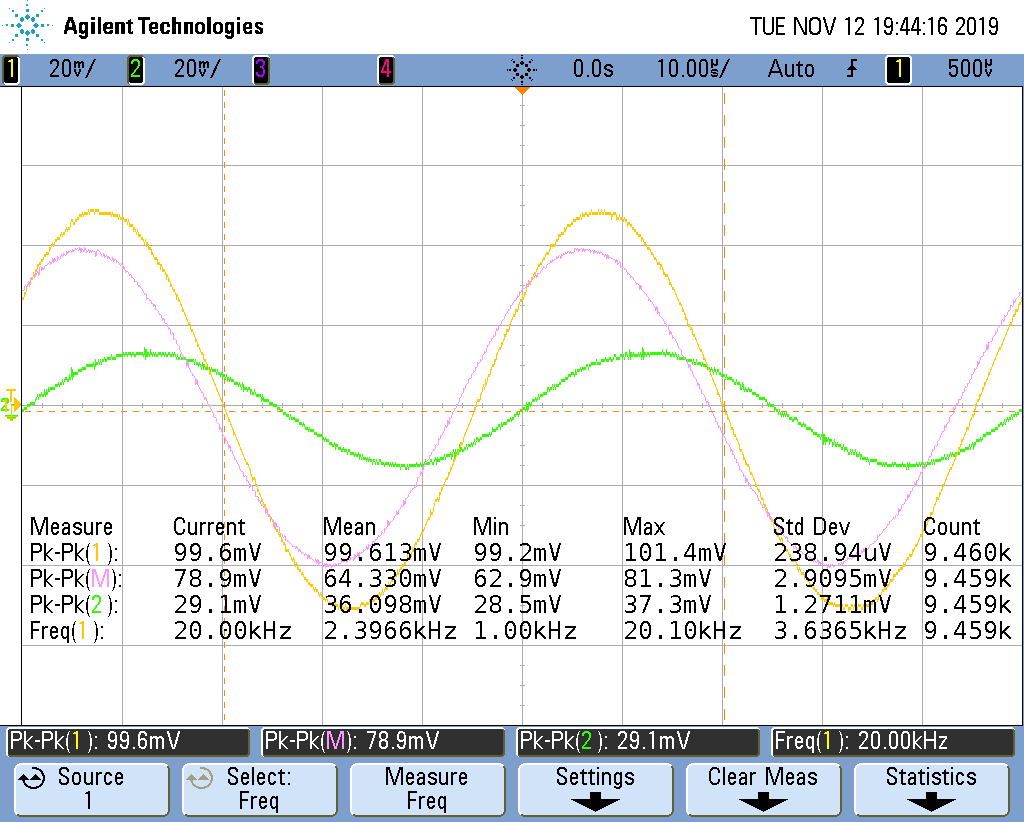 Agilent Technologies TUE NOV 12 19:44:16 2019
1 20mV/ 2 20mV/ 3 4 0.0s 10.00µs/ Auto 1 500µV
2
Measure Current Mean Min Max Std Dev Count
Pk-Pk(1): 99.6mV 99.613mV 99.2mV 101.4mV 238.94uV 9.460k
Pk-Pk(M): 78.9mV 64.330mV 62.9mV 81.3mV 2.9095mV 9.459k
Pk-Pk(2): 29.1mV 36.098mV 28.5mV 37.3mV 1.2711mV 9.459k
Freq(1): 20.00kHz 2.3966kHz 1.00kHz 20.10kHz 3.6365kHz 9.459k
Pk-Pk(1): 99.6mV Pk-Pk(M): 78.9mV Pk-Pk(2): 29.1mV Freq(1): 20.00kHz
Source Select: Measure Settings Clear Meas Statistics
1 Freq Freq